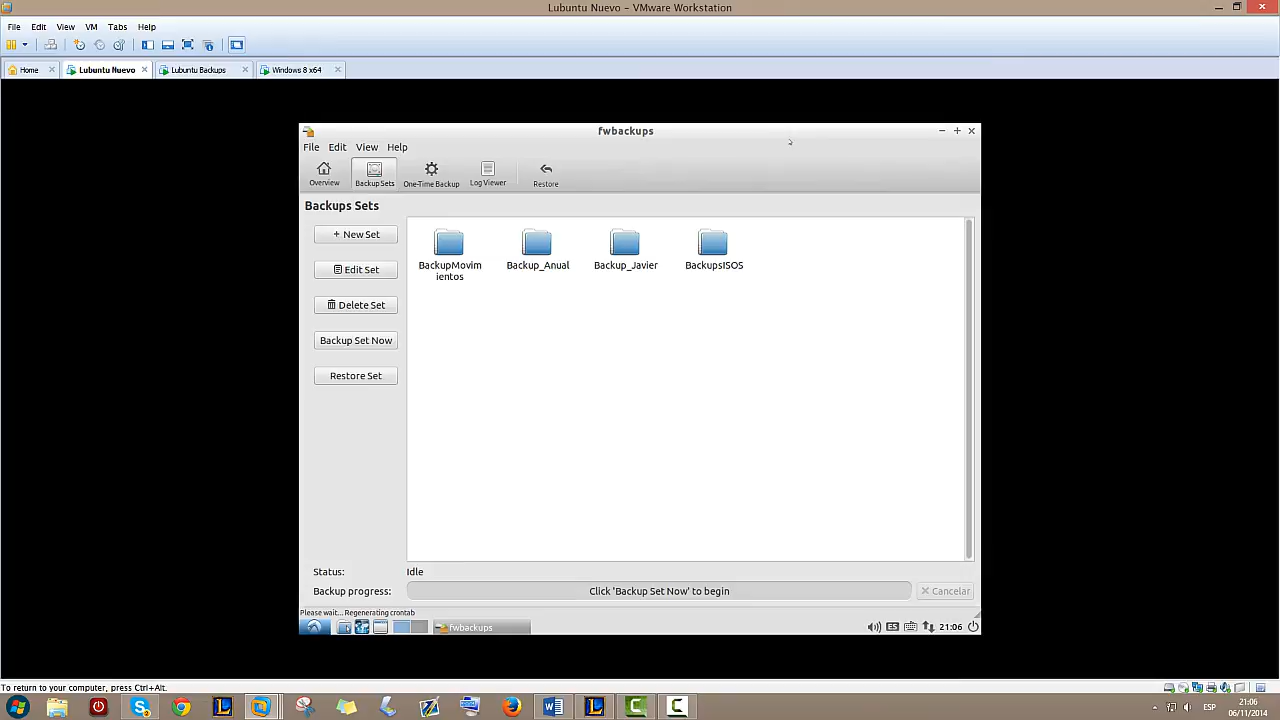 Lubuntu Nuevo - VMware Workstation
File Edit View VM Tabs Help
Home Lubuntu Nuevo Lubuntu Backups Windows 8 x64
fwbackups
File Edit View Help
Overview Backup Sets One-Time Backup Log Viewer Restore
Backups Sets
+ New Set
Edit Set
Delete Set
Backup Set Now
Restore Set
BackupMovim
ientos
Backup_Anual
Backup_Javier
BackupsISOS
Status: Idle
Backup progress: Click 'Backup Set Now' to begin Cancelar
Please wait... Regenerating crontab
fwbackups ES 21:06
To return to your computer, press Ctrl+Alt.
ESP 21:06
06/11/2014